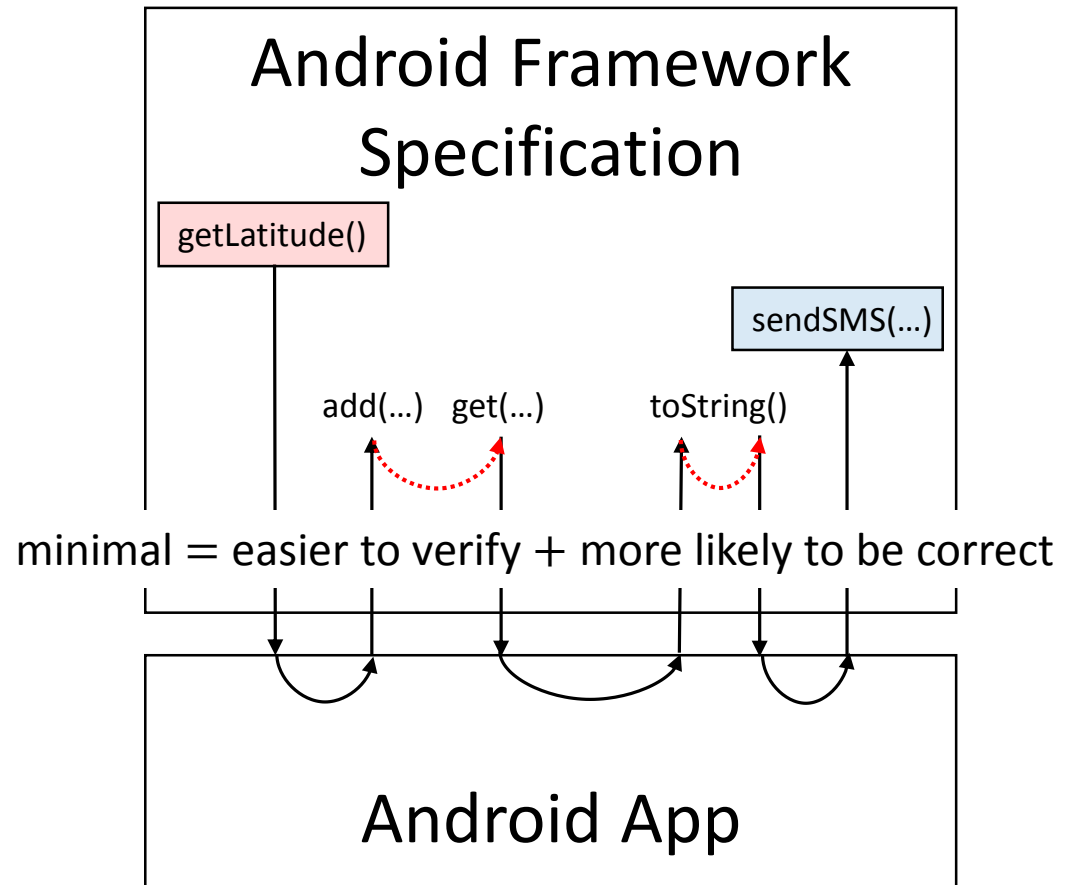 Android Framework
Specification
getLatitude()
sendSMS(…)
add(…) get(…) toString()
minimal = easier to verify + more likely to be correct
Android App